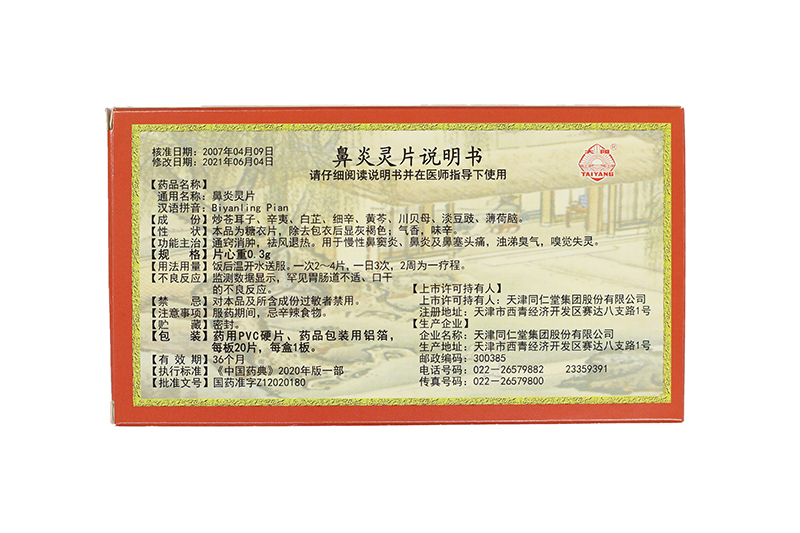 核准日期：2007年04月09日
修改日期：2021年06月04日
鼻炎灵片说明书
请仔细阅读说明书并在医师指导下使用
太阳
TAIYANG
【药品名称】
通用名称：鼻炎灵片
汉语拼音：Biyanling Pian
【成　份】炒苍耳子、辛夷、白芷、细辛、黄芩、川贝母、淡豆豉、薄荷脑。
【性　状】本品为糖衣片，除去包衣后显灰褐色；气香，味辛。
【功能主治】通窍消肿，祛风退热。用于慢性鼻窦炎、鼻炎及鼻塞头痛，浊涕臭气，嗅觉失灵。
【规　格】片心重0.3g
【用法用量】饭后温开水送服。一次2～4片，一日3次，2周为一疗程。
【不良反应】监测数据显示，罕见胃肠道不适、口干
的不良反应。
【禁　忌】对本品及所含成份过敏者禁用。
【注意事项】服药期间，忌辛辣食物。
【贮　藏】密封。
【包　装】药用PVC硬片、药品包装用铝箔，
每板20片，每盒1板。
【有 效 期】36个月
【执行标准】《中国药典》2020年版一部
【批准文号】国药准字Z12020180
【上市许可持有人】
上市许可持有人：天津同仁堂集团股份有限公司
注册地址：天津市西青经济开发区赛达八支路1号
【生产企业】
企业名称：天津同仁堂集团股份有限公司
生产地址：天津市西青经济开发区赛达八支路1号
邮政编码：300385
电话号码：022-26579882　23359391
传真号码：022-26579800